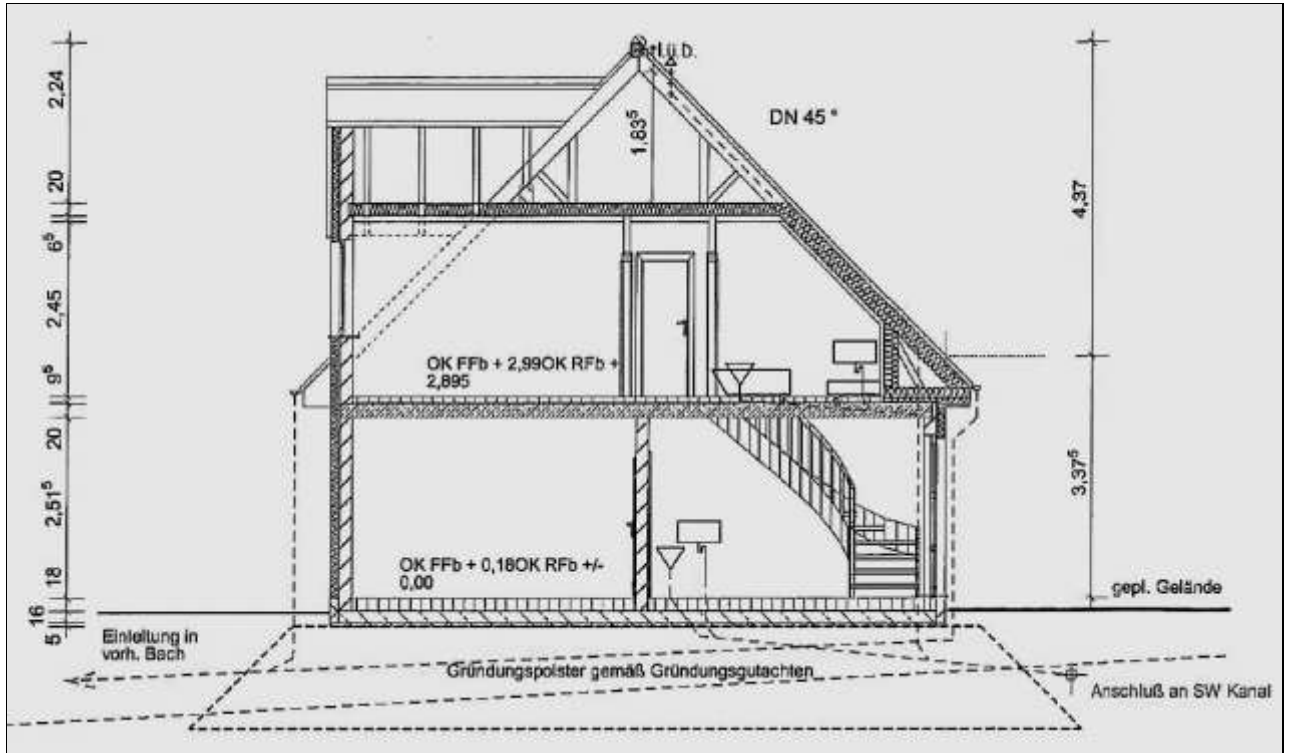 Entl.ü.b.
DN 45 °
2,24
1,83⁵
4,37
20
6⁵
2,45
OK FFb + 2,99OK RFb +
2,895
9⁵
20
3,37⁵
2,51⁵
OK FFb + 0,18OK RFb +/-
0,00
18
gepl. Gelände
16
5
Einleitung in
vorh. Bach
Gründungspolster gemäß Gründungsgutachten
Anschluß an SW Kanal